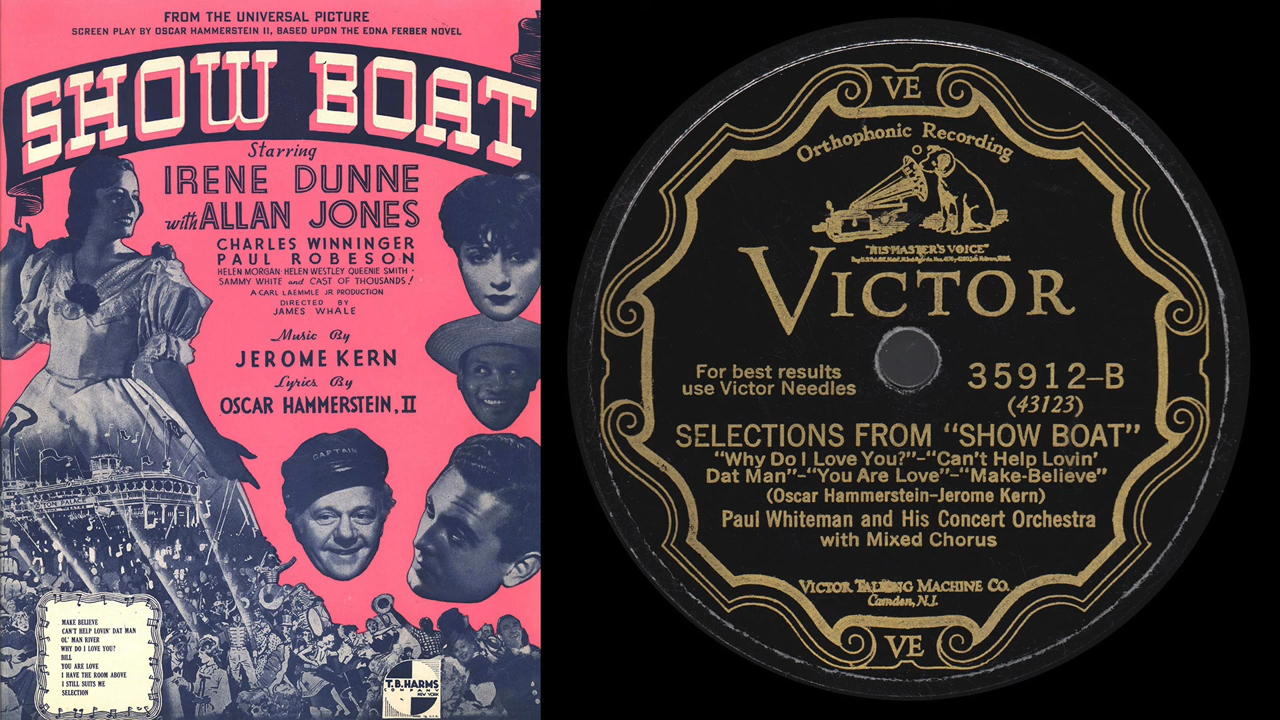 FROM THE UNIVERSAL PICTURE
SCREEN PLAY BY OSCAR HAMMERSTEIN II, BASED UPON THE EDNA FERBER NOVEL
SHOW BOAT
Starring
IRENE DUNNE
with ALLAN JONES
CHARLES WINNINGER
PAUL ROBESON
HELEN MORGAN · HELEN WESTLEY QUEENIE SMITH ·
SAMMY WHITE and CAST OF THOUSANDS!
A CARL LAEMMLE JR PRODUCTION
DIRECTED BY
JAMES WHALE
Music By
JEROME KERN
Lyrics By
OSCAR HAMMERSTEIN, II
CAPTAIN
MAKE BELIEVE
CAN'T HELP LOVIN' DAT MAN
OL' MAN RIVER
WHY DO I LOVE YOU?
BILL
YOU ARE LOVE
I HAVE THE ROOM ABOVE
I STILL SUITS ME
SELECTION
T.B. HARMS
COMPANY
NEW YORK
VE
Orthophonic Recording
"HIS MASTER'S VOICE"
VICTOR
For best results
use Victor Needles
35912-B
(43123)
SELECTIONS FROM "SHOW BOAT"
"Why Do I Love You?"-"Can't Help Lovin'
Dat Man"-"You Are Love"-"Make-Believe"
(Oscar Hammerstein-Jerome Kern)
Paul Whiteman and His Concert Orchestra
with Mixed Chorus
VICTOR TALKING MACHINE CO.
Camden, N.J.
VE